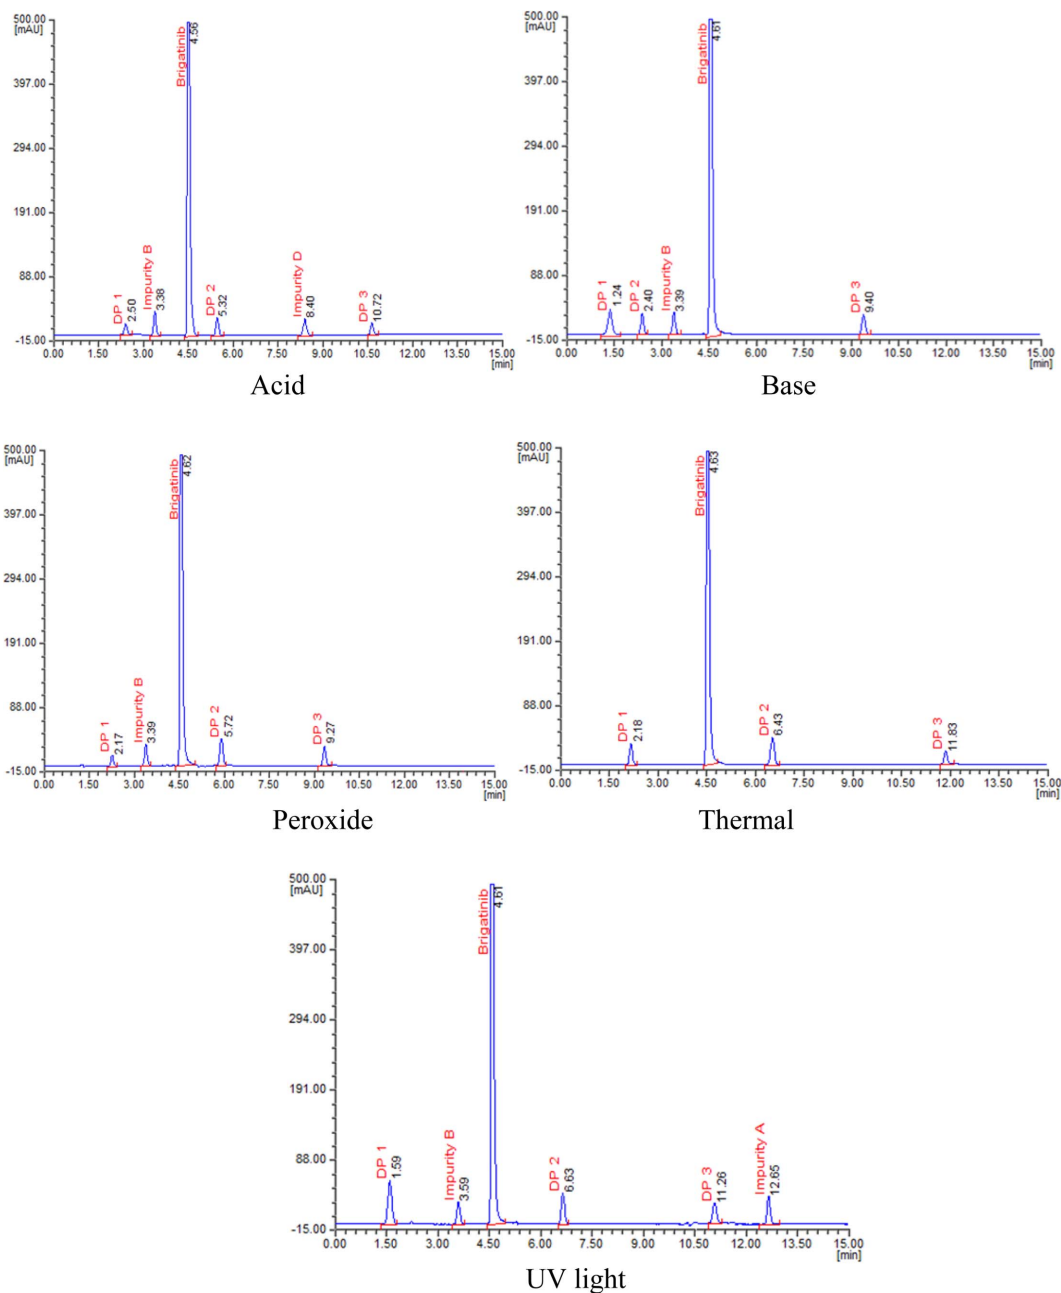 500.00
[mAU]
397.00
294.00
191.00
88.00
-15.00
0.00 1.50 3.00 4.50 6.00 7.50 9.00 10.50 12.00 13.50 15.00
[min]
DP 1
2.50
Impurity B
3.38
Brigatinib
4.56
DP 2
5.32
Impurity D
8.40
DP 3
10.72
Acid
500.00
[mAU]
397.00
294.00
191.00
88.00
-15.00
0.00 1.50 3.00 4.50 6.00 7.50 9.00 10.50 12.00 13.50 15.00
[min]
DP 1
1.24
DP 2
2.40
Impurity B
3.39
Brigatinib
4.61
DP 3
9.40
Base
500.00
[mAU]
397.00
294.00
191.00
88.00
-15.00
0.00 1.50 3.00 4.50 6.00 7.50 9.00 10.50 12.00 13.50 15.00
[min]
DP 1
2.17
Impurity B
3.39
Brigatinib
4.62
DP 2
5.72
DP 3
9.27
Peroxide
500.00
[mAU]
397.00
294.00
191.00
88.00
-15.00
0.00 1.50 3.00 4.50 6.00 7.50 9.00 10.50 12.00 13.50 15.00
[min]
DP 1
2.18
Brigatinib
4.63
DP 2
6.43
DP 3
11.83
Thermal
500.00
[mAU]
397.00
294.00
191.00
88.00
-15.00
0.00 1.50 3.00 4.50 6.00 7.50 9.00 10.50 12.00 13.50 15.00
[min]
DP 1
1.59
Impurity B
3.59
Brigatinib
4.61
DP 2
6.63
DP 3
11.26
Impurity A
12.65
UV light